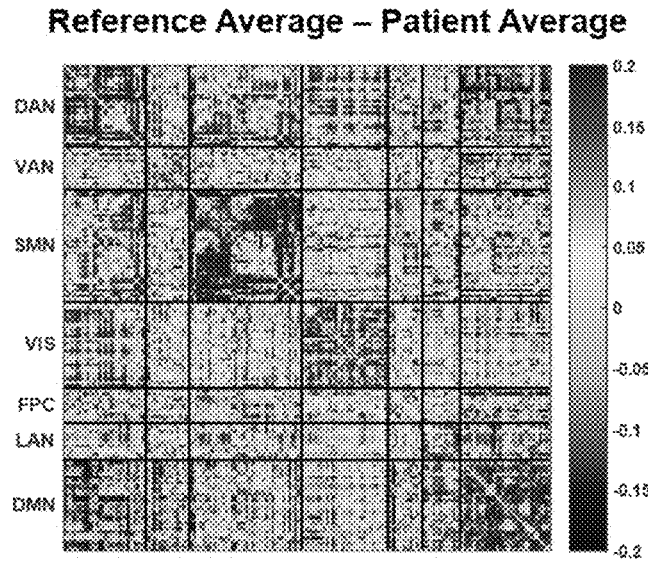 Reference Average – Patient Average
DAN
VAN
SMN
VIS
FPC
LAN
DMN
0.2
0.15
0.1
0.05
0
-0.05
-0.1
-0.15
-0.2